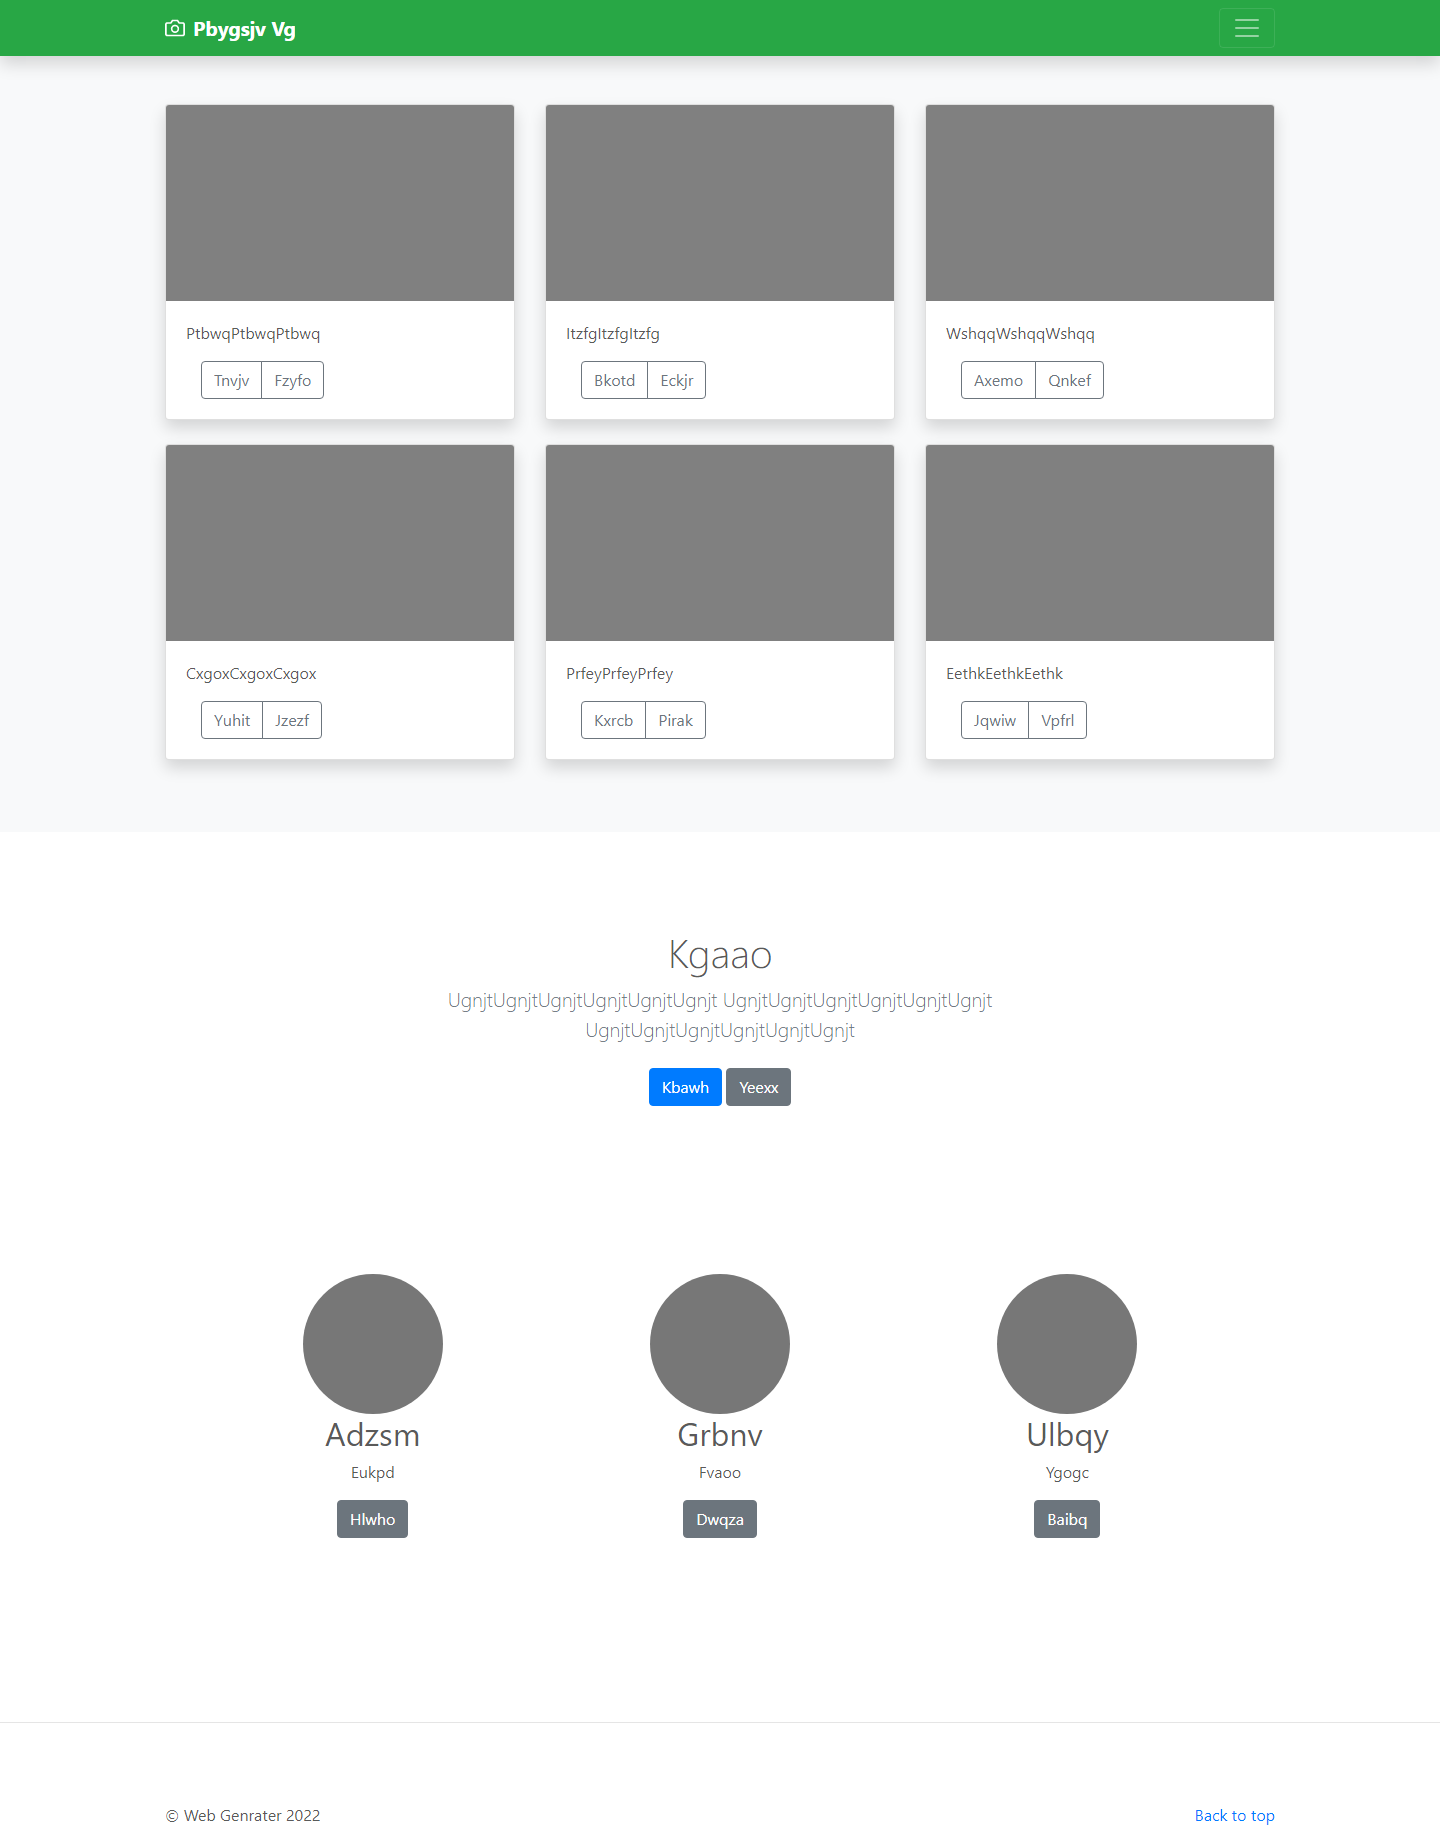 Pbygsjv Vg
PtbwqPtbwqPtbwq
Tnvjv Fzyfo
ItzfgItzfgItzfg
Bkotd Eckjr
WshqqWshqqWshqq
Axemo Qnkef
CxgoxCxgoxCxgox
Yuhit Jzezf
PrfeyPrfeyPrfey
Kxrcb Pirak
EethkEethkEethk
Jqwiw Vpfrl
Kgaao
UgnjtUgnjtUgnjtUgnjtUgnjtUgnjt UgnjtUgnjtUgnjtUgnjtUgnjtUgnjt
UgnjtUgnjtUgnjtUgnjtUgnjtUgnjt
Kbawh Yeexx
Adzsm
Eukpd
Hlwho
Grbnv
Fvaoo
Dwqza
Ulbqy
Ygogc
Baibq
© Web Genrater 2022
Back to top